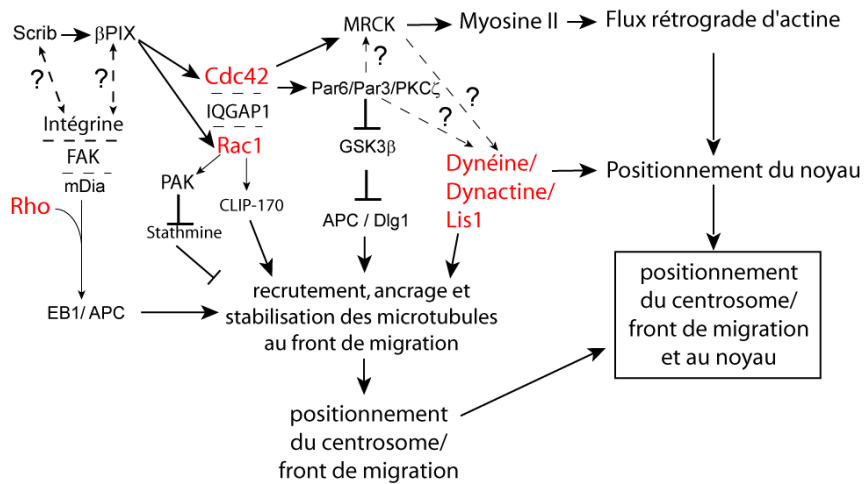 Scrib
βPIX
MRCK
Myosine II
Flux rétrograde d'actine
?
?
Cdc42
?
Par6/Par3/PKCζ
?
?
Intégrine
IQGAP1
FAK
Rac1
GSK3β
mDia
PAK
Dynéine/
Dynactine/
Lis1
Positionnement du noyau
Rho
CLIP-170
Stathmine
APC / Dlg1
EB1/ APC
recrutement, ancrage et
stabilisation des microtubules
au front de migration
positionnement
du centrosome/
front de migration
et au noyau
positionnement
du centrosome/
front de migration